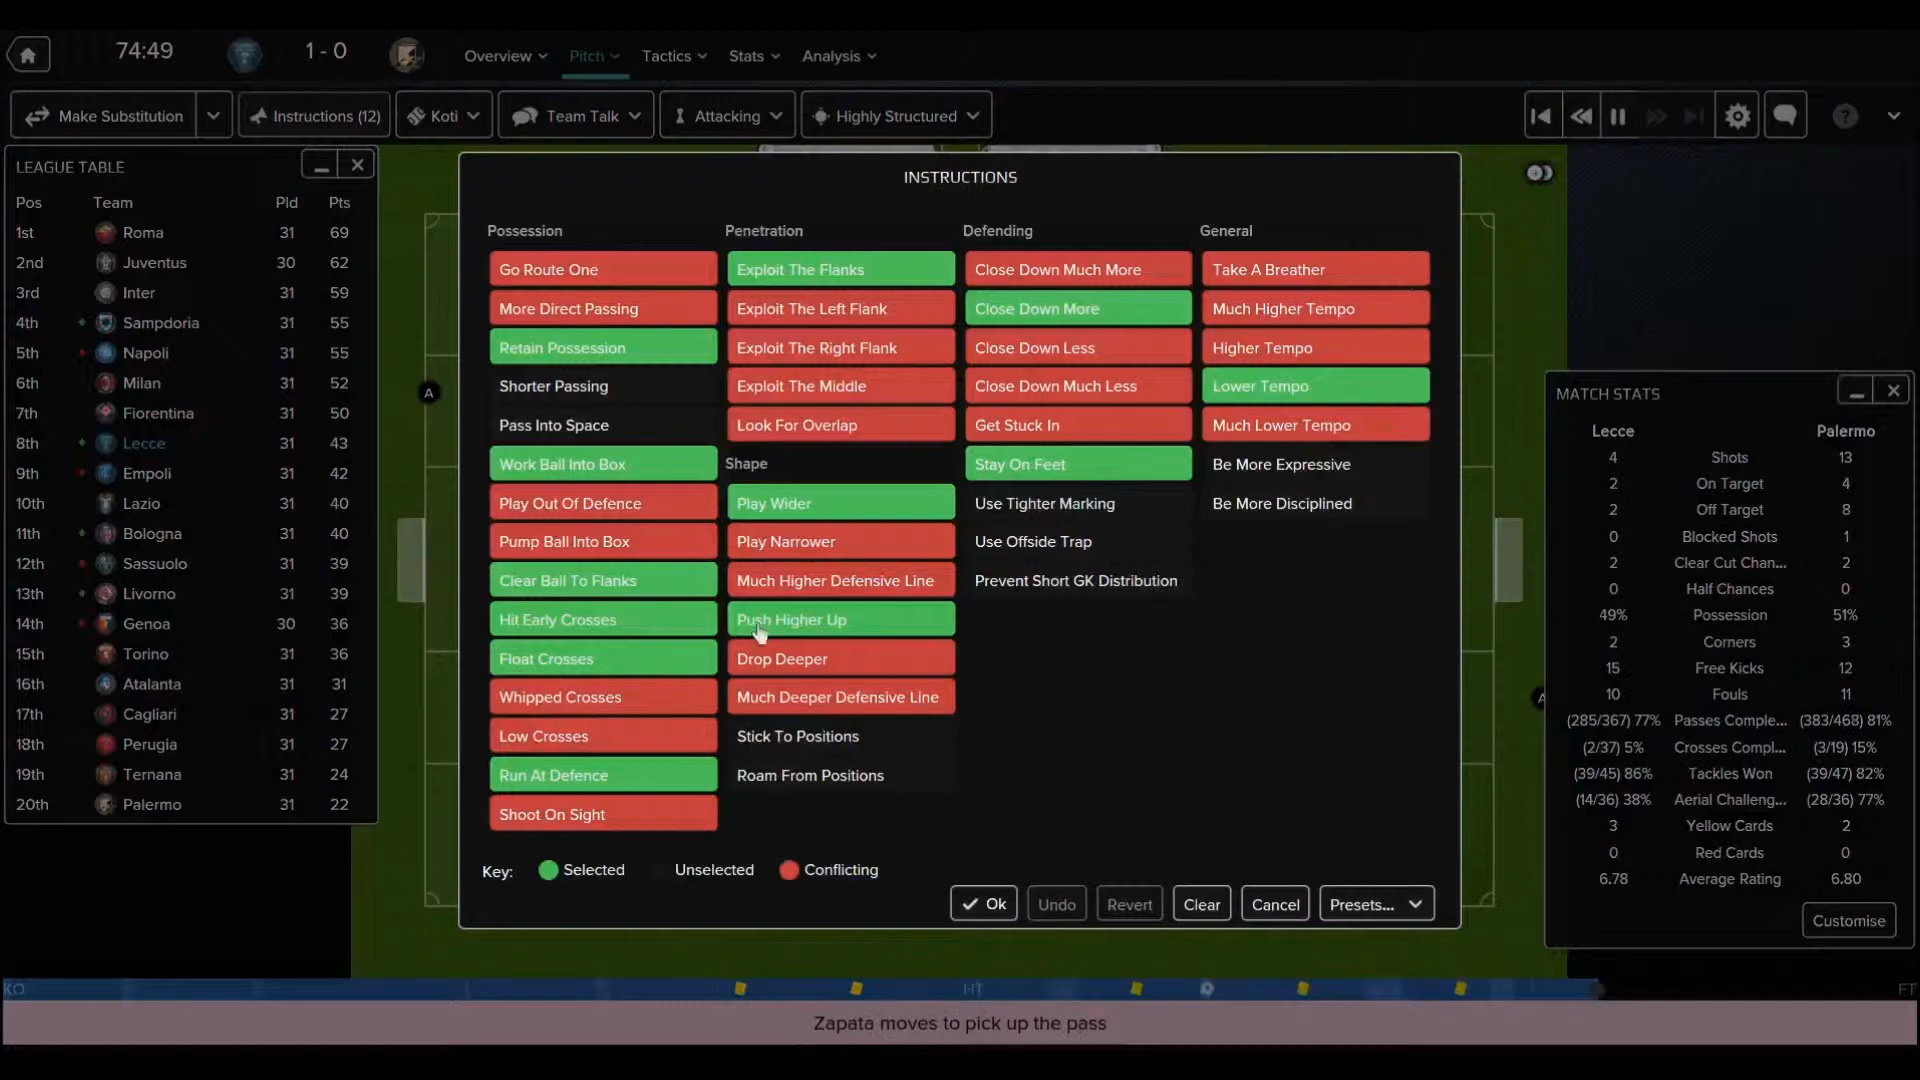 74:49
1 - 0
Overview
Pitch
Tactics
Stats
Analysis
Make Substitution
Instructions (12)
Koti
Team Talk
Attacking
Highly Structured
?
LEAGUE TABLE
Pos Team Pld Pts
1st Roma 31 69
2nd Juventus 30 62
3rd Inter 31 59
4th Sampdoria 31 55
5th Napoli 31 55
6th Milan 31 52
7th Fiorentina 31 50
8th Lecce 31 43
9th Empoli 31 42
10th Lazio 31 40
11th Bologna 31 40
12th Sassuolo 31 39
13th Livorno 31 39
14th Genoa 30 36
15th Torino 31 36
16th Atalanta 31 31
17th Cagliari 31 27
18th Perugia 31 27
19th Ternana 31 24
20th Palermo 31 22
A
INSTRUCTIONS
Possession
Go Route One
More Direct Passing
Retain Possession
Shorter Passing
Pass Into Space
Work Ball Into Box
Play Out Of Defence
Pump Ball Into Box
Clear Ball To Flanks
Hit Early Crosses
Float Crosses
Whipped Crosses
Low Crosses
Run At Defence
Shoot On Sight
Penetration
Exploit The Flanks
Exploit The Left Flank
Exploit The Right Flank
Exploit The Middle
Look For Overlap
Shape
Play Wider
Play Narrower
Much Higher Defensive Line
Push Higher Up
Drop Deeper
Much Deeper Defensive Line
Stick To Positions
Roam From Positions
Defending
Close Down Much More
Close Down More
Close Down Less
Close Down Much Less
Get Stuck In
Stay On Feet
Use Tighter Marking
Use Offside Trap
Prevent Short GK Distribution
General
Take A Breather
Much Higher Tempo
Higher Tempo
Lower Tempo
Much Lower Tempo
Be More Expressive
Be More Disciplined
Key: Selected Unselected Conflicting
Ok
Undo
Revert
Clear
Cancel
Presets...
A
MATCH STATS
Lecce Palermo
4 Shots 13
2 On Target 4
2 Off Target 8
0 Blocked Shots 1
2 Clear Cut Chan... 2
0 Half Chances 0
49% Possession 51%
2 Corners 3
15 Free Kicks 12
10 Fouls 11
(285/367) 77% Passes Comple... (383/468) 81%
(2/37) 5% Crosses Compl... (3/19) 15%
(39/45) 86% Tackles Won (39/47) 82%
(14/36) 38% Aerial Challeng... (28/36) 77%
3 Yellow Cards 2
0 Red Cards 0
6.78 Average Rating 6.80
Customise
KO HT FT
Zapata moves to pick up the pass